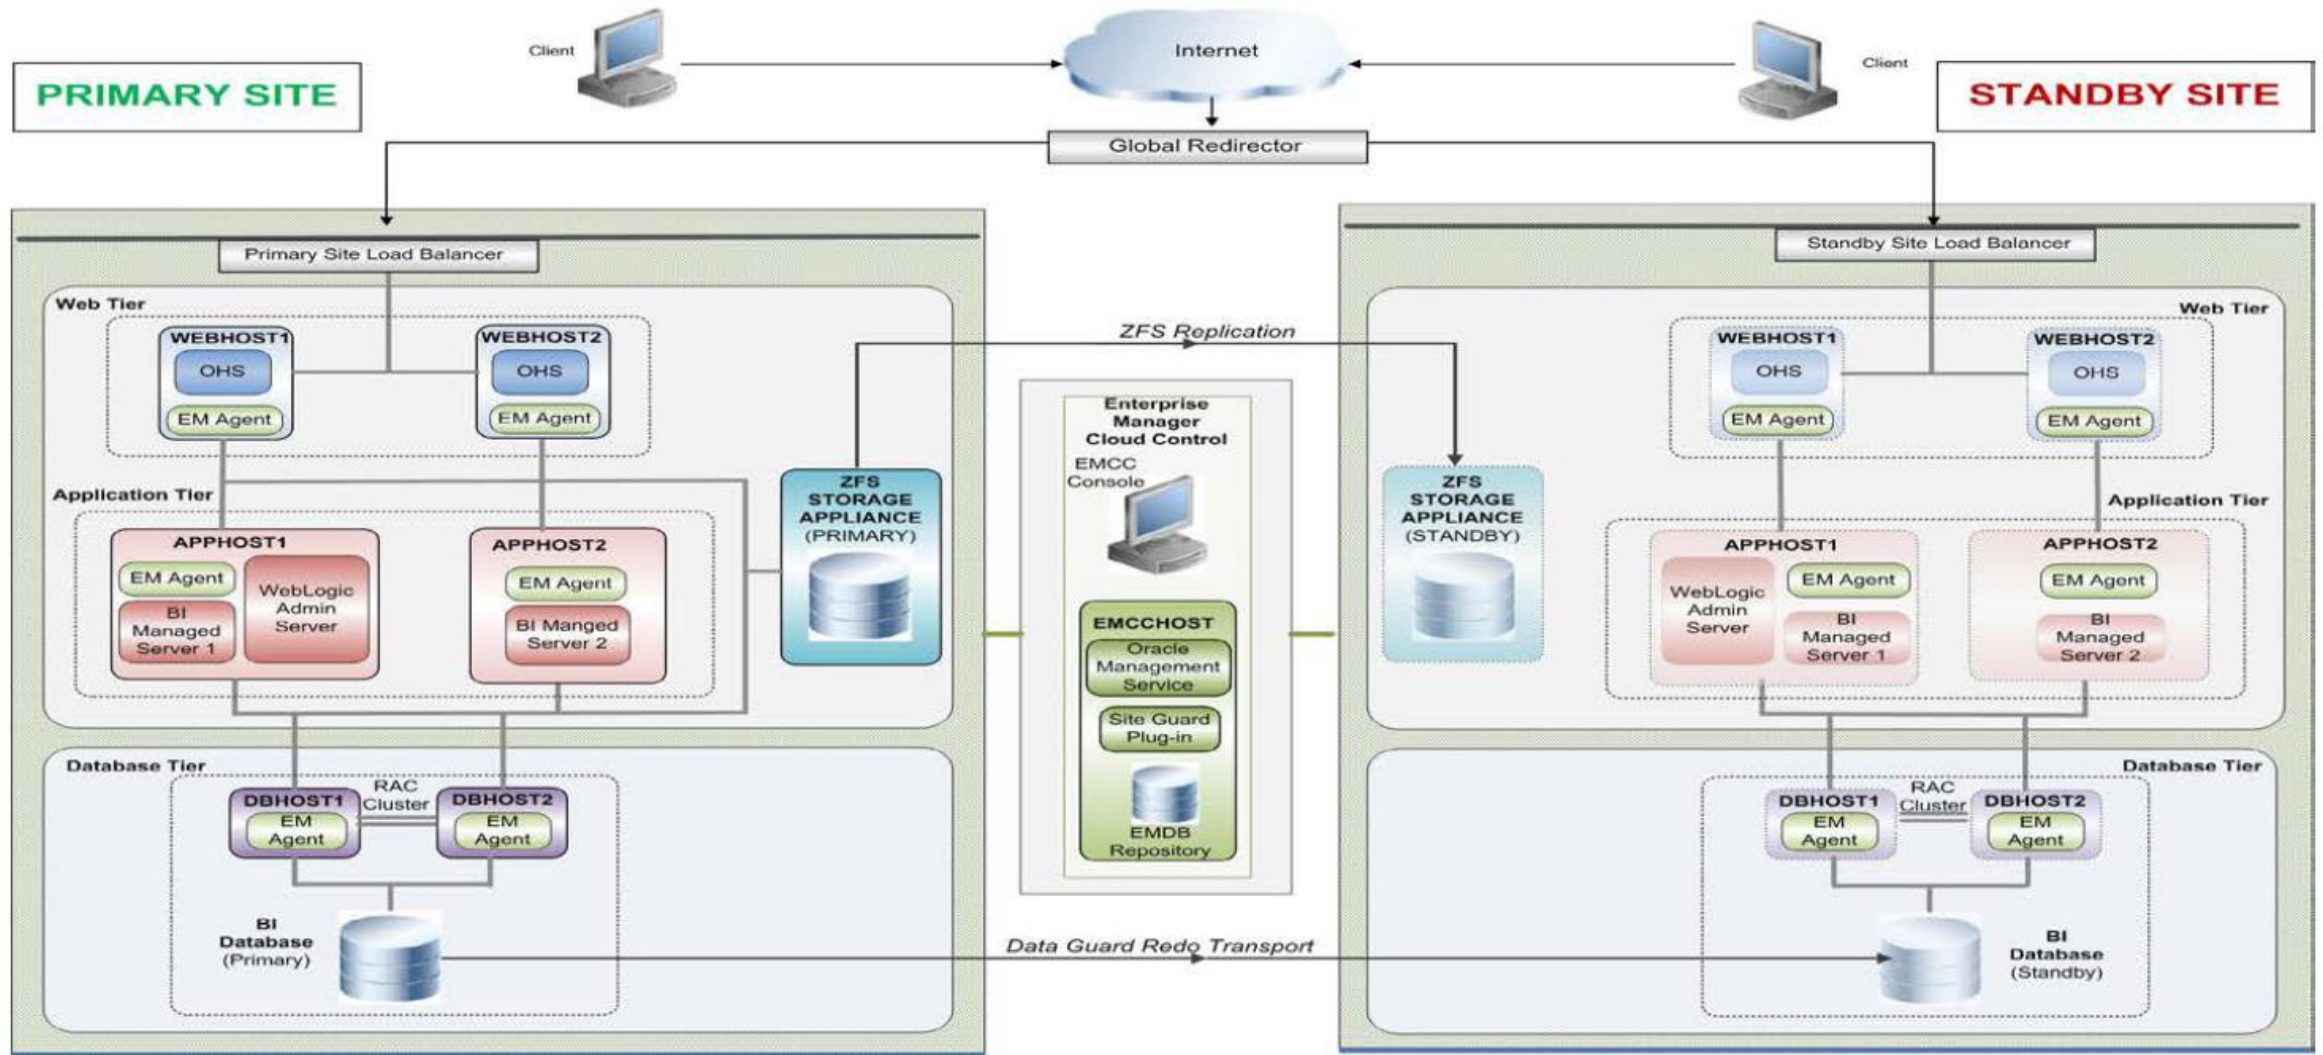 Client
Internet
Client
PRIMARY SITE
STANDBY SITE
Global Redirector
Primary Site Load Balancer
Web Tier
WEBHOST1
OHS
EM Agent
WEBHOST2
OHS
EM Agent
Application Tier
APPHOST1
EM Agent
BI
Managed
Server 1
WebLogic
Admin
Server
APPHOST2
EM Agent
BI Manged
Server 2
ZFS
STORAGE
APPLIANCE
(PRIMARY)
Database Tier
RAC
Cluster
DBHOST1
EM
Agent
DBHOST2
EM
Agent
BI
Database
(Primary)
ZFS Replication
Enterprise
Manager
Cloud Control
EMCC
Console
EMCCHOST
Oracle
Management
Service
Site Guard
Plug-in
EMDB
Repository
Data Guard Redo Transport
Standby Site Load Balancer
Web Tier
WEBHOST1
OHS
EM Agent
WEBHOST2
OHS
EM Agent
ZFS
STORAGE
APPLIANCE
(STANDBY)
Application Tier
APPHOST1
WebLogic
Admin
Server
EM Agent
BI
Managed
Server 1
APPHOST2
EM Agent
BI
Managed
Server 2
Database Tier
RAC
Cluster
DBHOST1
EM
Agent
DBHOST2
EM
Agent
BI
Database
(Standby)